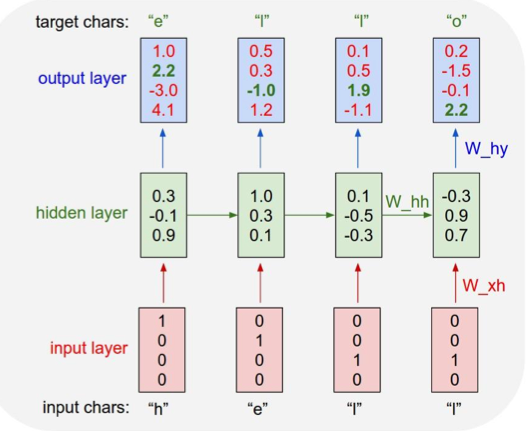 target chars: “e” “l” “l” “o”
1.0 0.5 0.1 0.2
2.2 0.3 0.5 -1.5
output layer -3.0 -1.0 1.9 -0.1
4.1 1.2 -1.1 2.2
W_hy
0.3 1.0 0.1 W_hh -0.3
hidden layer -0.1 0.3 -0.5 0.9
0.9 0.1 -0.3 0.7
W_xh
1 0 0 0
0 1 0 0
input layer 0 0 1 1
0 0 0 0
input chars: “h” “e” “l” “l”